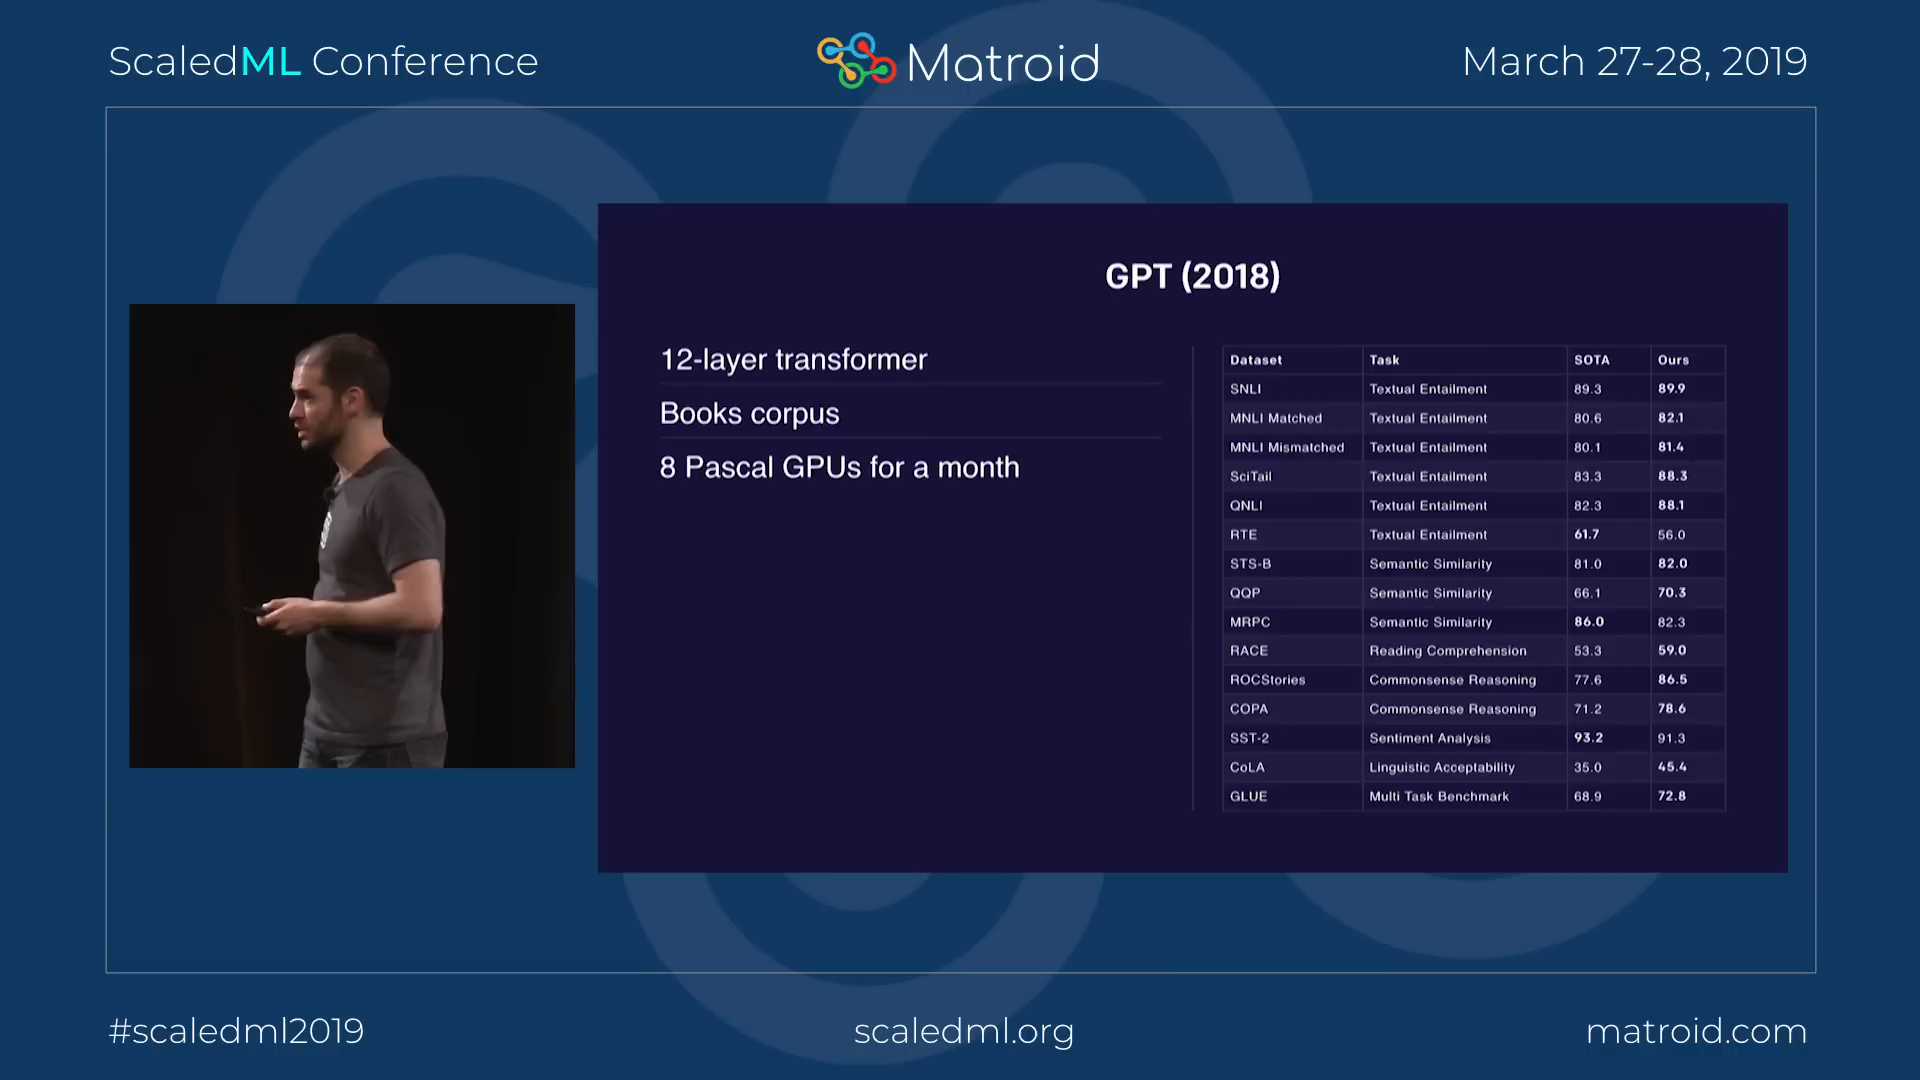 ScaledML Conference
Matroid
March 27-28, 2019
GPT (2018)
12-layer transformer
Books corpus
8 Pascal GPUs for a month
Dataset Task SOTA Ours
SNLI Textual Entailment 89.3 89.9
MNLI Matched Textual Entailment 80.6 82.1
MNLI Mismatched Textual Entailment 80.1 81.4
SciTail Textual Entailment 83.3 88.3
QNLI Textual Entailment 82.3 88.1
RTE Textual Entailment 61.7 56.0
STS-B Semantic Similarity 81.0 82.0
QQP Semantic Similarity 66.1 70.3
MRPC Semantic Similarity 86.0 82.3
RACE Reading Comprehension 53.3 59.0
ROCStories Commonsense Reasoning 77.6 86.5
COPA Commonsense Reasoning 71.2 78.6
SST-2 Sentiment Analysis 93.2 91.3
CoLA Linguistic Acceptability 35.0 45.4
GLUE Multi Task Benchmark 68.9 72.8
#scaledml2019
scaledml.org
matroid.com